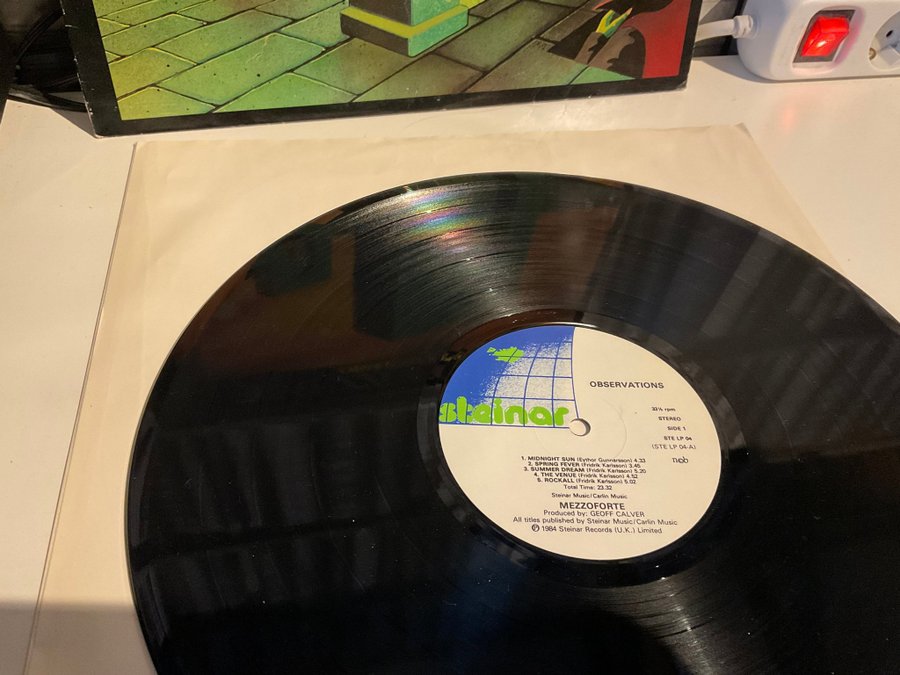 steinar
OBSERVATIONS
33⅓ rpm
STEREO
SIDE 1
STE LP 04
(STE LP 04-A)
ncb
1. MIDNIGHT SUN (Eythor Gunnarsson) 4.33
2. SPRING FEVER (Fridrik Karlsson) 3.45
3. SUMMER DREAM (Fridrik Karlsson) 5.20
4. THE VENUE (Fridrik Karlsson) 4.52
5. ROCKALL (Fridrik Karlsson) 5.02
Total Time: 23.32
Steinar Music/Carlin Music
MEZZOFORTE
Produced by: GEOFF CALVER
All titles published by Steinar Music/Carlin Music
℗ 1984 Steinar Records (U.K.) Limited